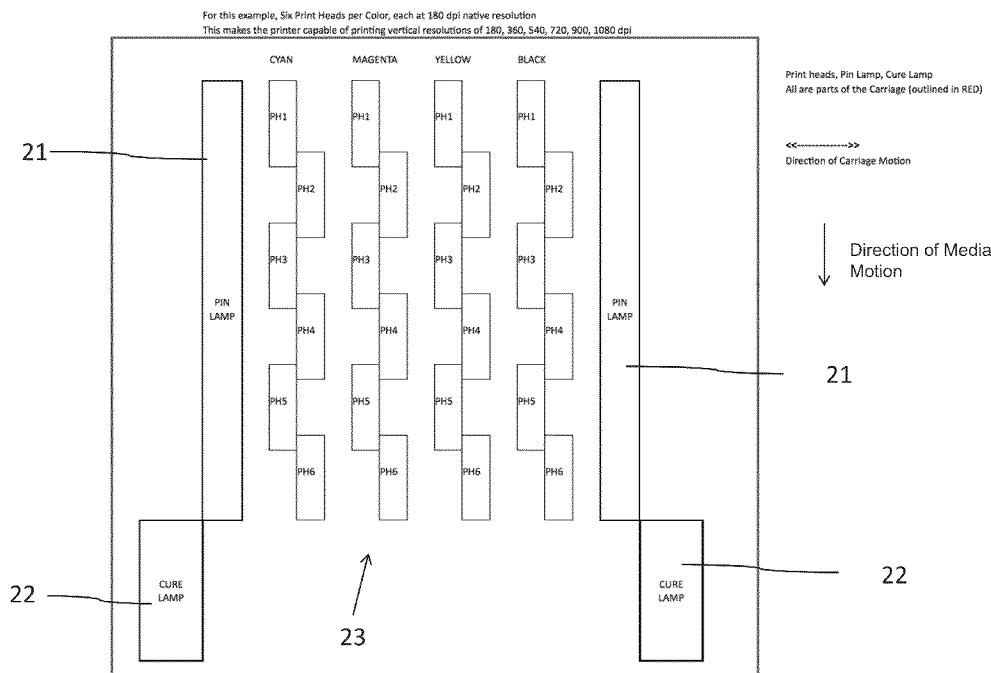 For this example, Six Print Heads per Color, each at 180 dpi native resolution
This makes the printer capable of printing vertical resolutions of 180, 360, 540, 720, 900, 1080 dpi
CYAN MAGENTA YELLOW BLACK
Print heads, Pin Lamp, Cure Lamp
All are parts of the Carriage (outlined in RED)
PH1 PH1 PH1 PH1
21
<<--------------->>
Direction of Carriage Motion
PH2 PH2 PH2 PH2
Direction of Media
Motion
PH3 PH3 PH3 PH3
PIN
LAMP
PIN
LAMP
PH4 PH4 PH4 PH4
21
PH5 PH5 PH5 PH5
PH6 PH6 PH6 PH6
22
CURE
LAMP
CURE
LAMP
22
23